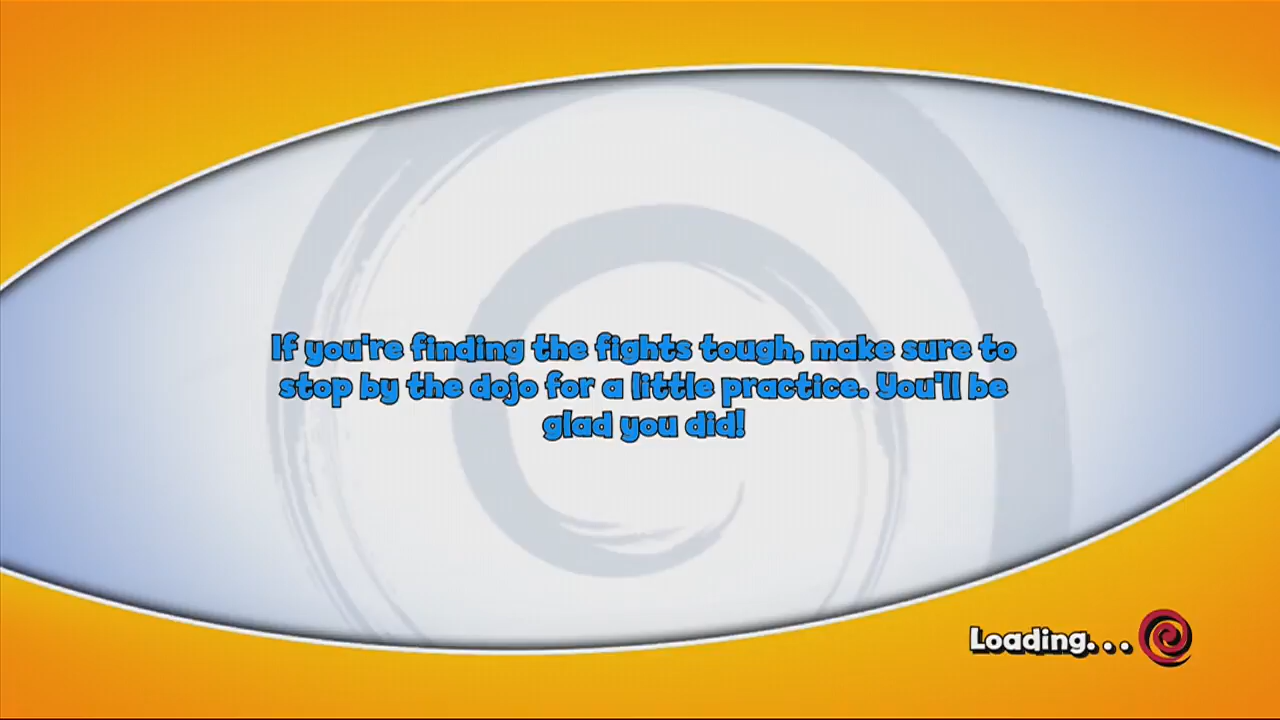 If you're finding the fights tough, make sure to
stop by the dojo for a little practice. You'll be
glad you did!
Loading...